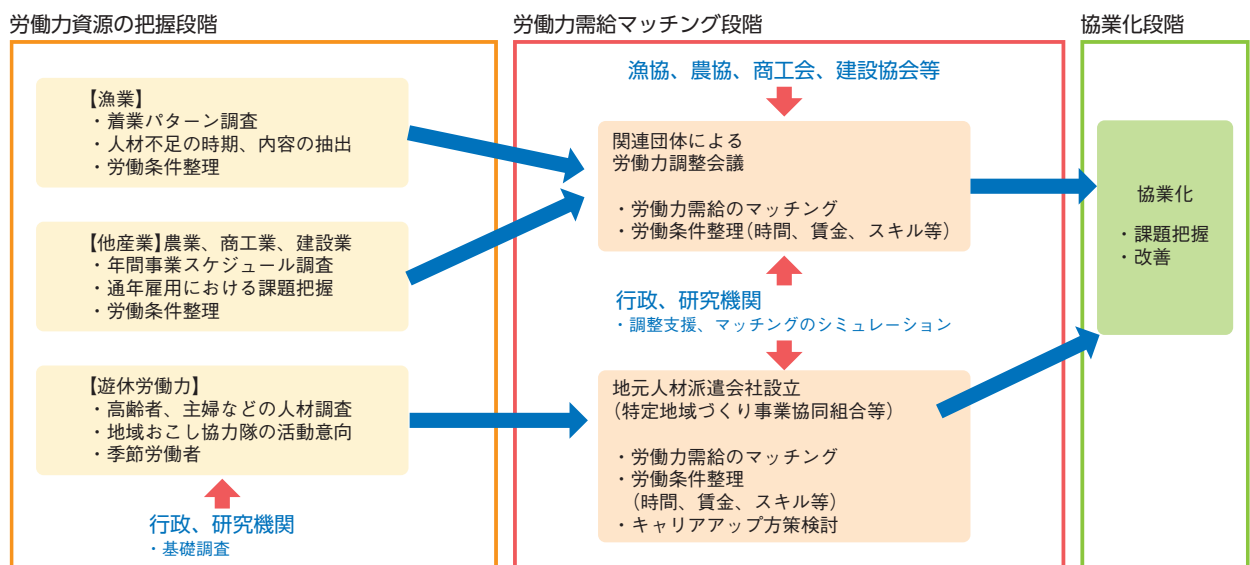 労働力資源の把握段階
【漁業】
・着業パターン調査
・人材不足の時期、内容の抽出
・労働条件整理
【他産業】農業、商工業、建設業
・年間事業スケジュール調査
・通年雇用における課題把握
・労働条件整理
【遊休労働力】
・高齢者、主婦などの人材調査
・地域おこし協力隊の活動意向
・季節労働者
行政、研究機関
・基礎調査
労働力需給マッチング段階
漁協、農協、商工会、建設協会等
関連団体による
労働力調整会議
・労働力需給のマッチング
・労働条件整理（時間、賃金、スキル等）
行政、研究機関
・調整支援、マッチングのシミュレーション
地元人材派遣会社設立
（特定地域づくり事業協同組合等）
・労働力需給のマッチング
・労働条件整理
（時間、賃金、スキル等）
・キャリアアップ方策検討
協業化段階
協業化
・課題把握
・改善